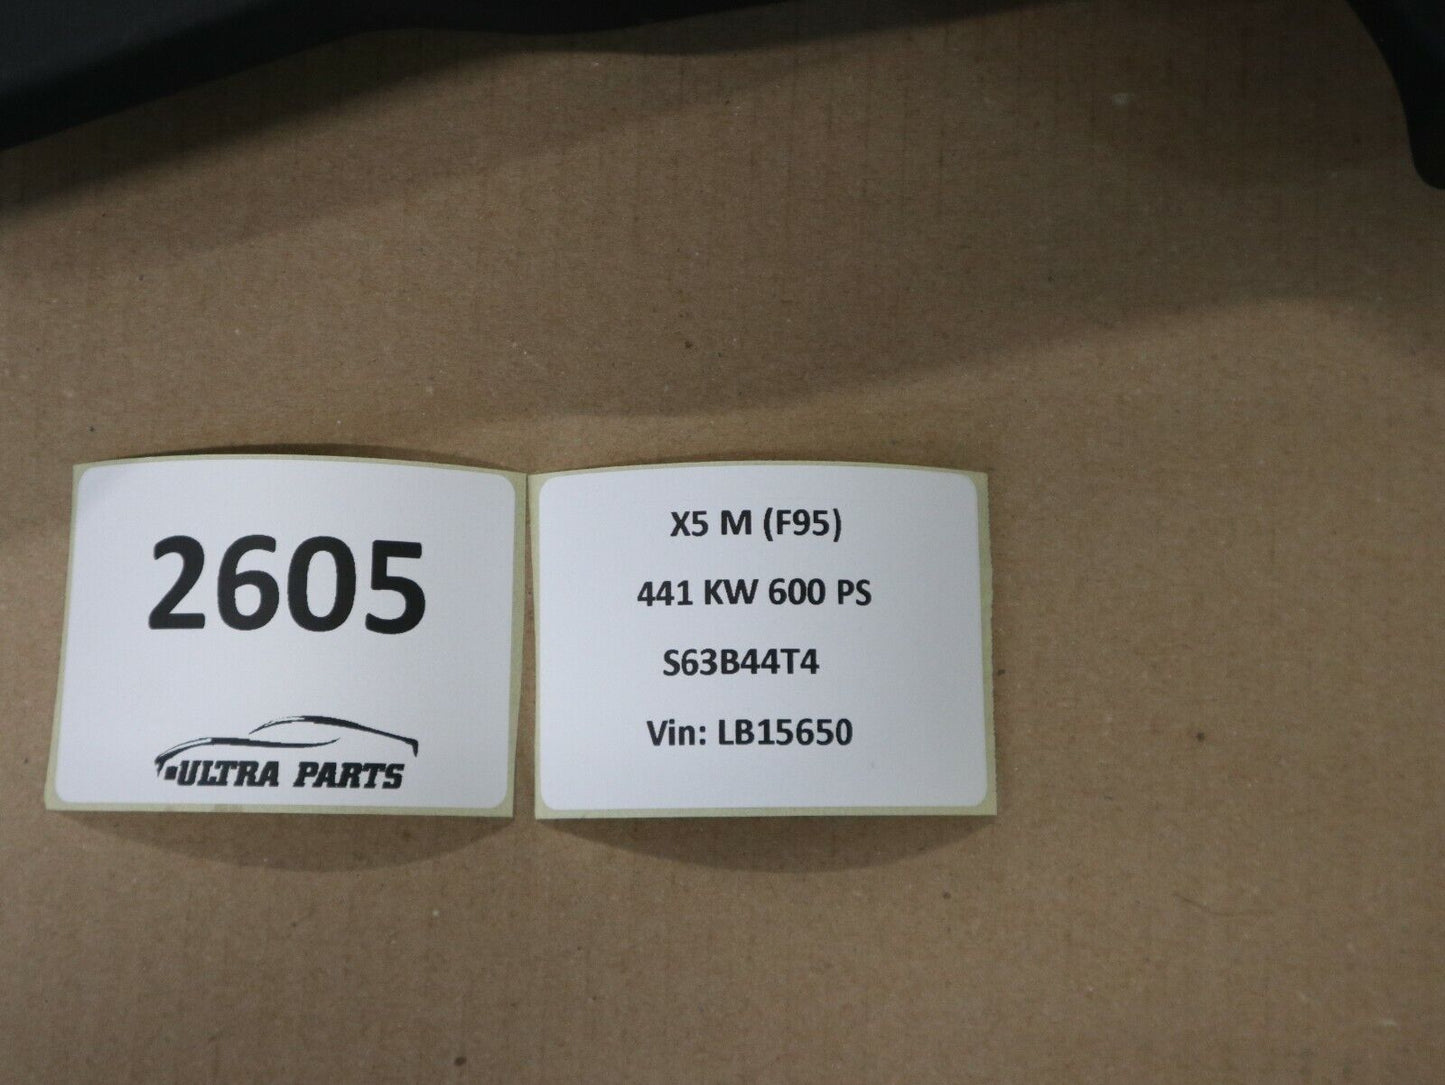 2605
ULTRA PARTS
X5 M (F95)
441 KW 600 PS
S63B44T4
Vin: LB15650